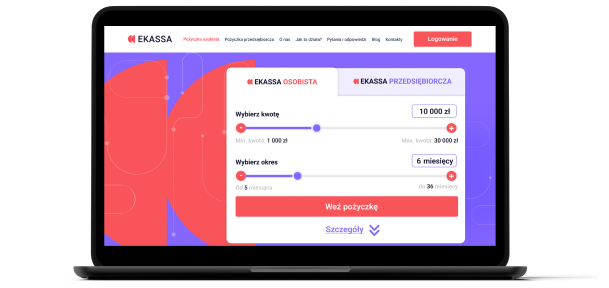 EKASSA
Pożyczka osobista Pożyczka przedsiębiorcza O nas Jak to działa? Pytania i odpowiedzi Blog Kontakty Logowanie
EKASSA OSOBISTA EKASSA PRZEDSIĘBIORCZA
Wybierz kwotę 10 000 zł
- +
Min. kwota: 1 000 zł Max. kwota: 30 000 zł
Wybierz okres 6 miesięcy
- +
Od 5 miesiąca do 36 miesięcy
Weź pożyczkę
Szczegóły